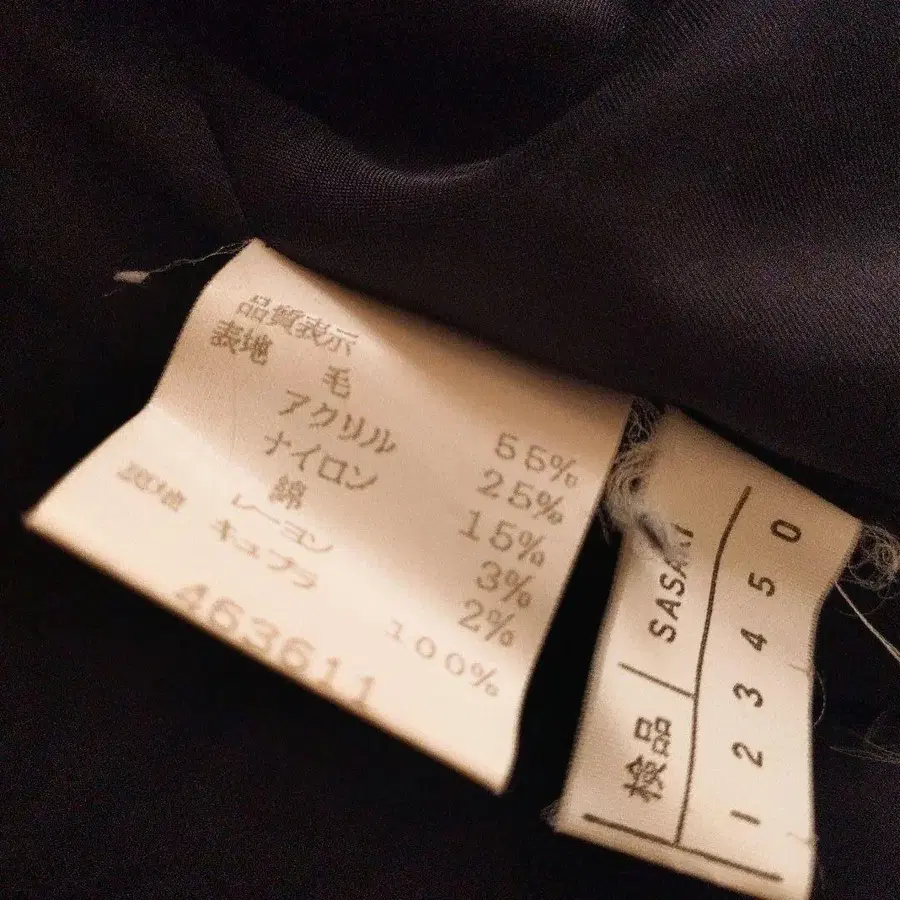 品質表示
表地
毛 55%
アクリル 25%
ナイロン 15%
綿 3%
レーヨン 2%
キュプラ 100%
463611
検品 SASAKI
1 2 3 4 5 0